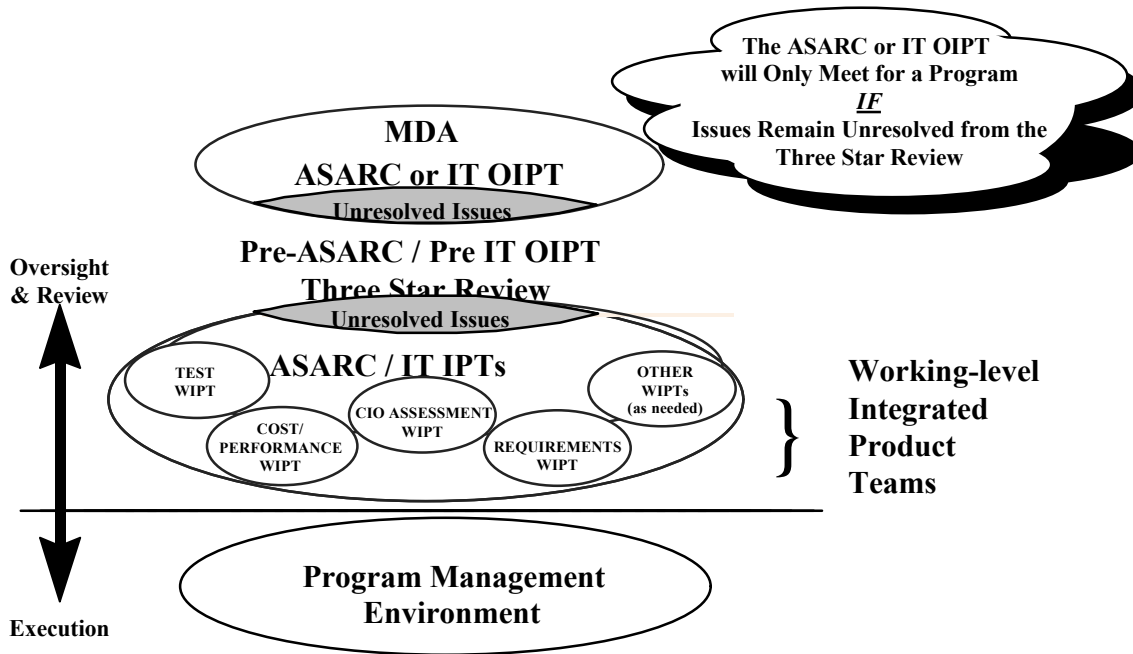 The ASARC or IT OIPT
will Only Meet for a Program
IF
Issues Remain Unresolved from the
Three Star Review
MDA
ASARC or IT OIPT
Unresolved Issues
Pre-ASARC / Pre IT OIPT
Three Star Review
Unresolved Issues
Oversight
& Review
ASARC / IT IPTs
TEST
WIPT
COST/
PERFORMANCE
WIPT
CIO ASSESSMENT
WIPT
REQUIREMENTS
WIPT
OTHER
WIPTs
(as needed)
}
Working-level
Integrated
Product
Teams
Program Management
Environment
Execution